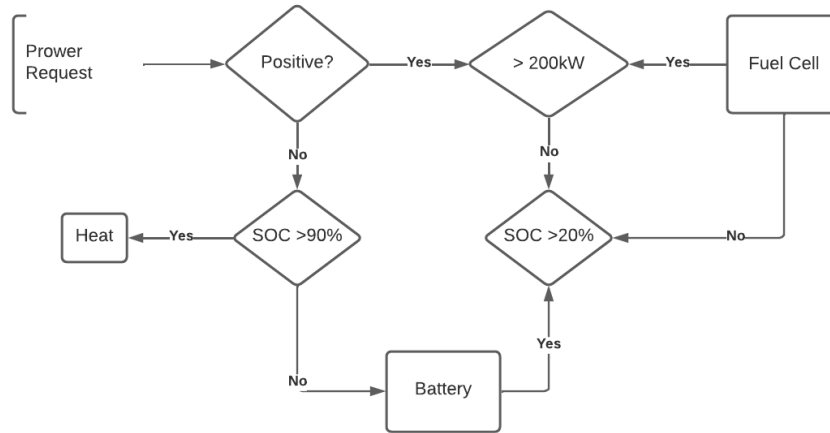 Prower
Request
Positive?
Yes
> 200kW
Yes
Fuel Cell
No
No
Heat
Yes
SOC >90%
SOC >20%
No
No
Battery
Yes